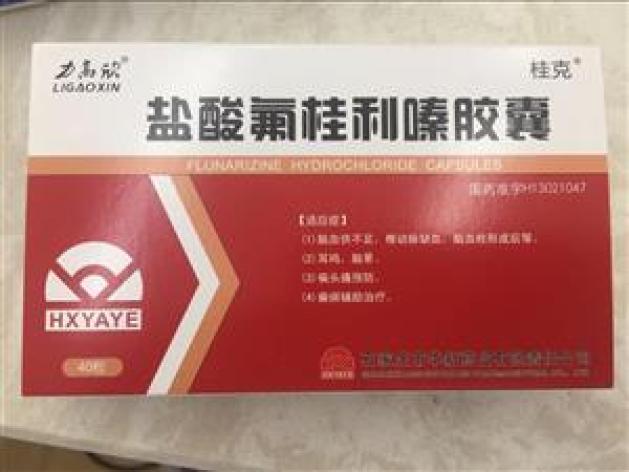 力高欣®
LIGAOXIN
桂克®
盐酸氟桂利嗪胶囊
FLUNARIZINE HYDROCHLORIDE CAPSULES
国药准字H13021047
【适应症】
(1)脑血供不足,椎动脉缺血,脑血栓形成后等。
(2)耳鸣,脑晕。
(3)偏头痛预防。
(4)癫痫辅助治疗。
HXYAYE
40粒